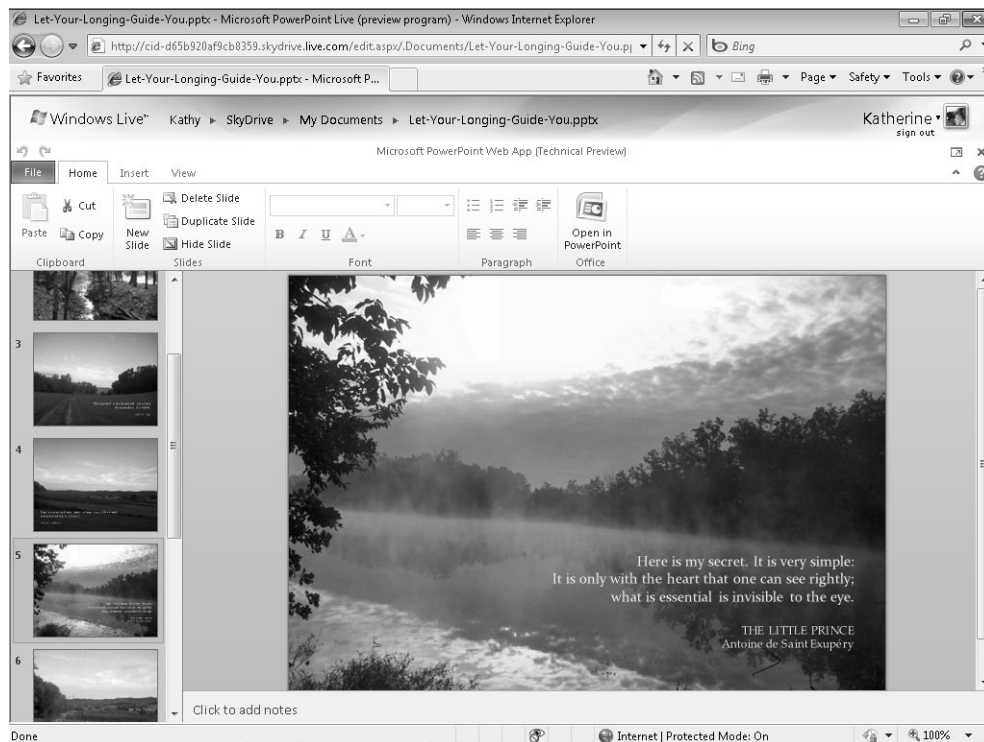 Let-Your-Longing-Guide-You.pptx - Microsoft PowerPoint Live (preview program) - Windows Internet Explorer
http://cid-d65b920af9cb8359.skydrive.live.com/edit.aspx/.Documents/Let-Your-Longing-Guide-You.p
Bing
Favorites
Let-Your-Longing-Guide-You.pptx - Microsoft P...
Page
Safety
Tools
Windows Live
Kathy
SkyDrive
My Documents
Let-Your-Longing-Guide-You.pptx
Katherine
sign out
Microsoft PowerPoint Web App (Technical Preview)
File
Home
Insert
View
Paste
Cut
Copy
Clipboard
New
Slide
Delete Slide
Duplicate Slide
Hide Slide
Slides
B I U A
Font
Paragraph
Open in
PowerPoint
Office
3
4
5
6
Here is my secret. It is very simple:
It is only with the heart that one can see rightly;
what is essential is invisible to the eye.
THE LITTLE PRINCE
Antoine de Saint Exupéry
Click to add notes
Done
Internet | Protected Mode: On
100%